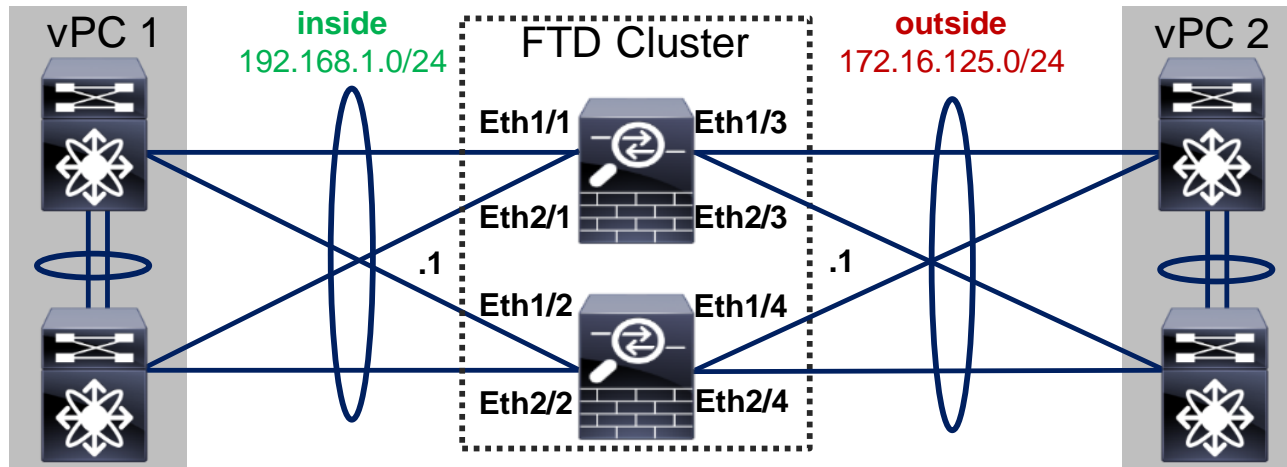 vPC 1
inside
192.168.1.0/24
FTD Cluster
outside
172.16.125.0/24
vPC 2
Eth1/1
Eth1/3
Eth2/1
Eth2/3
.1
.1
Eth1/2
Eth1/4
Eth2/2
Eth2/4